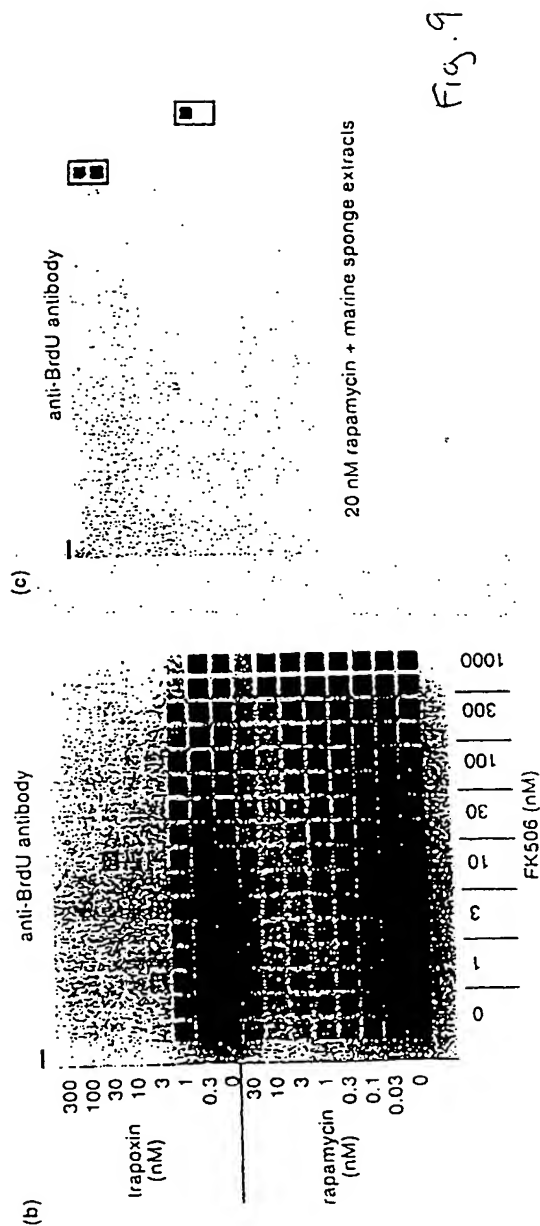 (b)
anti-BrdU antibody
trapoxin
(nM)
300
100
30
10
3
1
0.3
0
rapamycin
(nM)
30
10
3
1
0.3
0.1
0.03
0
0 1 3 10 30 100 300 1000
FK506 (nM)
(c)
anti-BrdU antibody
20 nM rapamycin + marine sponge extracts
Fig. 9